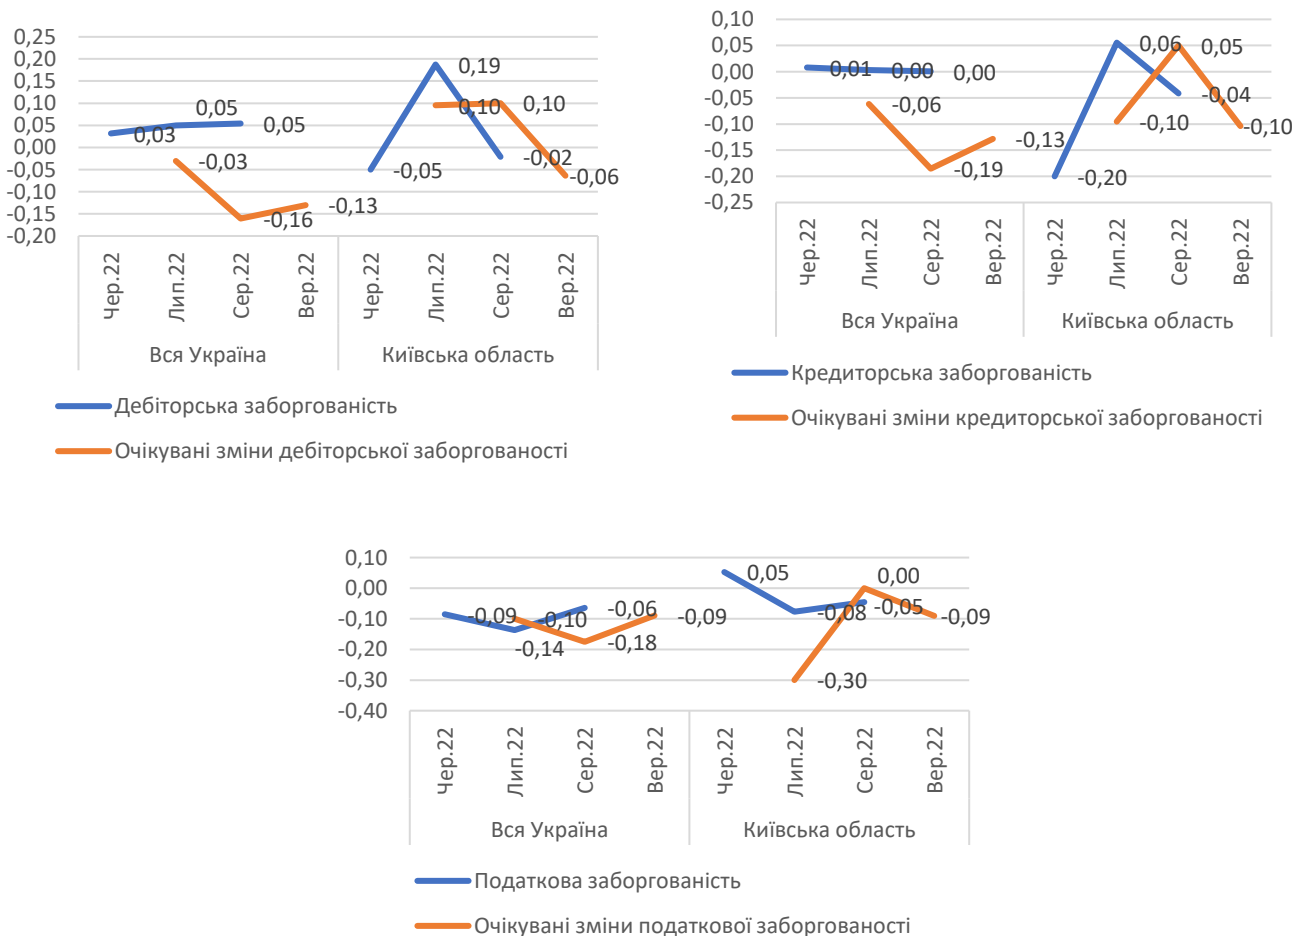 0,25
0,20
0,15
0,10
0,05
0,00
-0,05
-0,10
-0,15
-0,20
0,03
0,05
0,05
-0,03
-0,16
-0,13
-0,05
0,19
-0,02
0,10
0,10
-0,06
Чер.22
Лип.22
Сер.22
Вер.22
Чер.22
Лип.22
Сер.22
Вер.22
Вся Україна
Київська область
Дебіторська заборгованість
Очікувані зміни дебіторської заборгованості
0,10
0,05
0,00
-0,05
-0,10
-0,15
-0,20
-0,25
0,01
0,00
0,00
-0,06
-0,19
-0,13
-0,20
0,06
-0,04
-0,10
0,05
-0,10
Чер.22
Лип.22
Сер.22
Вер.22
Чер.22
Лип.22
Сер.22
Вер.22
Вся Україна
Київська область
Кредиторська заборгованість
Очікувані зміни кредиторської заборгованості
0,10
0,00
-0,10
-0,20
-0,30
-0,40
-0,09
-0,14
-0,06
-0,10
-0,18
-0,09
0,05
-0,08
-0,05
-0,30
0,00
-0,09
Чер.22
Лип.22
Сер.22
Вер.22
Чер.22
Лип.22
Сер.22
Вер.22
Вся Україна
Київська область
Податкова заборгованість
Очікувані зміни податкової заборгованості